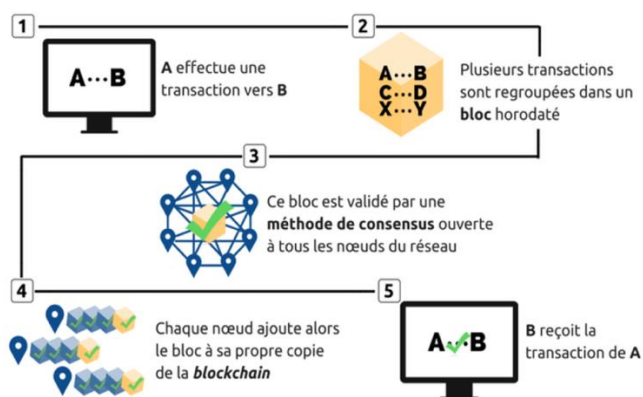 1
A···B
A effectue une
transaction vers B
2
A···B
C···D
X···Y
Plusieurs transactions
sont regroupées dans un
bloc horodaté
3
Ce bloc est validé par une
méthode de consensus ouverte
à tous les nœuds du réseau
4
Chaque nœud ajoute alors
le bloc à sa propre copie
de la blockchain
5
A···B
B reçoit la
transaction de A